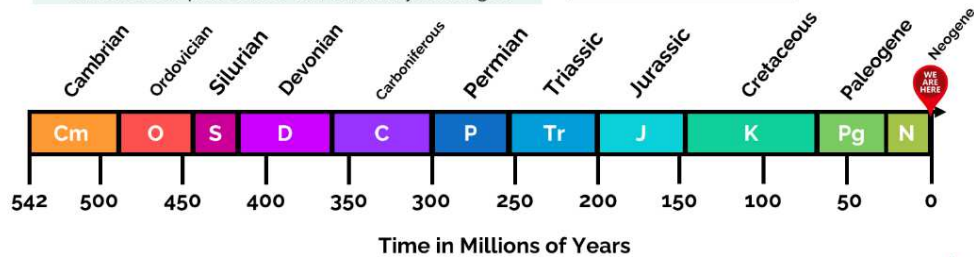 Cambrian
Ordovician
Silurian
Devonian
Carboniferous
Permian
Triassic
Jurassic
Cretaceous
Paleogene
Neogene
WE
ARE
HERE
Cm O S D C P Tr J K Pg N
542 500 450 400 350 300 250 200 150 100 50 0
Time in Millions of Years